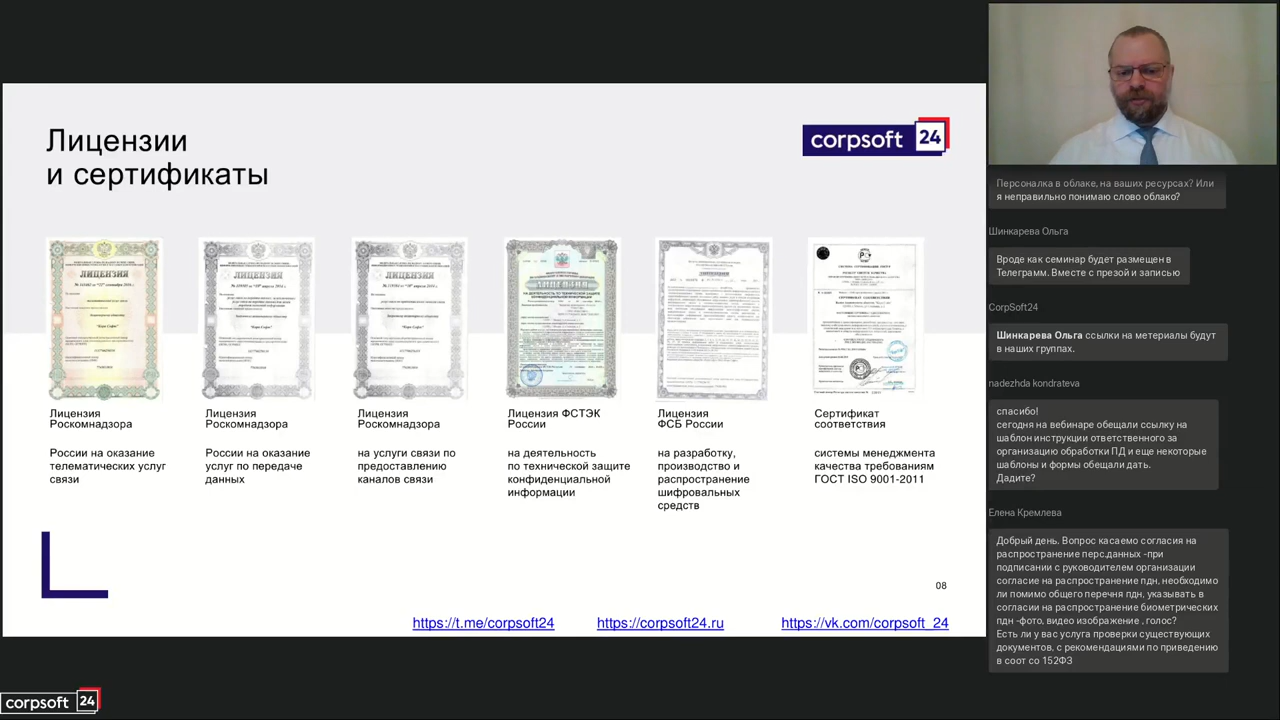 Лицензии
и сертификаты
corpsoft 24
ЛИЦЕНЗИЯ
ЛИЦЕНЗИЯ
ЛИЦЕНЗИЯ
Лицензия
Роскомнадзора
России на оказание
телематических услуг
связи
Лицензия
Роскомнадзора
России на оказание
услуг по передаче
данных
Лицензия
Роскомнадзора
на услуги связи по
предоставлению
каналов связи
Лицензия ФСТЭК
России
на деятельность
по технической защите
конфиденциальной
информации
Лицензия
ФСБ России
на разработку,
производство и
распространение
шифровальных
средств
Сертификат
соответствия
системы менеджмента
качества требованиям
ГОСТ ISO 9001-2011
08
https://t.me/corpsoft24
https://corpsoft24.ru
https://vk.com/corpsoft_24
corpsoft 24
Персоналка в облаке, на ваших ресурсах? Или
я неправильно понимаю слово облако?
Шинкарева Ольга
Вроде как семинар будет размещен в
Телеграмм. Вместе с презой и записью
CorpSoft24
Шинкарева Ольга ссылки на метериалы будут
в наших группах.
nadezhda kondrateva
спасибо!
сегодня на вебинаре обещали ссылку на
шаблон инструкции ответственного за
организацию обработки ПД и еще некоторые
шаблоны и формы обещали дать.
Дадите?
Елена Кремлева
Добрый день. Вопрос касаемо согласия на
распространение перс.данных -при
подписании с руководителем организации
согласие на распространение пдн, необходимо
ли помимо общего перечня пдн, указывать в
согласии на распространение биометрических
пдн -фото, видео изображение , голос?
Есть ли у вас услуга проверки существующих
документов, с рекомендациями по приведению
в соот со 152ФЗ